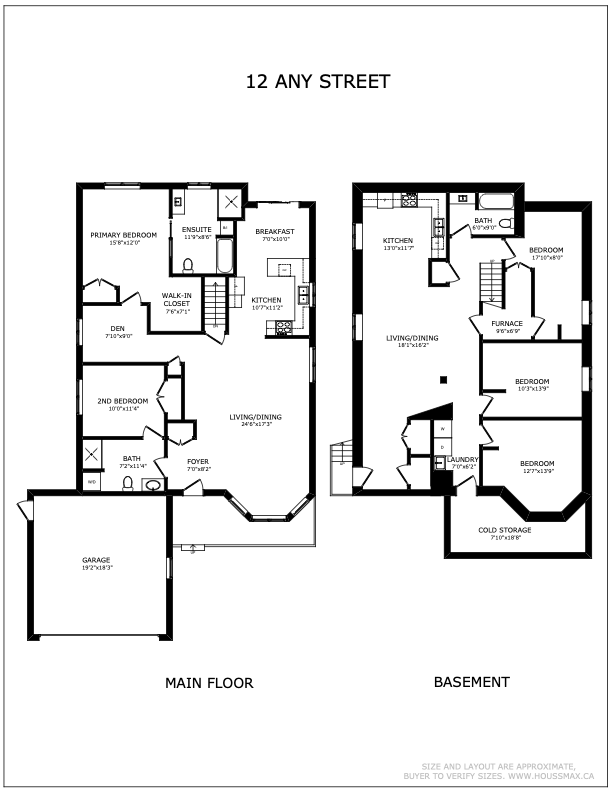 12 ANY STREET
PRIMARY BEDROOM
15'8"x12'0"
ENSUITE
11'9"x8'6"
BREAKFAST
7'0"x10'0"
WALK-IN
CLOSET
7'6"x7'1"
KITCHEN
10'7"x11'2"
DEN
7'10"x9'0"
2ND BEDROOM
10'0"x11'4"
LIVING/DINING
24'6"x17'3"
BATH
7'2"x11'4"
FOYER
7'0"x8'2"
W/D
GARAGE
19'2"x18'3"
MAIN FLOOR
KITCHEN
13'0"x11'7"
BATH
6'0"x9'0"
BEDROOM
17'10"x8'0"
FURNACE
9'6"x6'9"
LIVING/DINING
18'1"x16'2"
BEDROOM
10'3"x13'9"
W
D
LAUNDRY
7'0"x6'2"
BEDROOM
12'7"x13'9"
COLD STORAGE
7'10"x18'8"
BASEMENT
SIZE AND LAYOUT ARE APPROXIMATE,
BUYER TO VERIFY SIZES. WWW.HOUSSMAX.CA